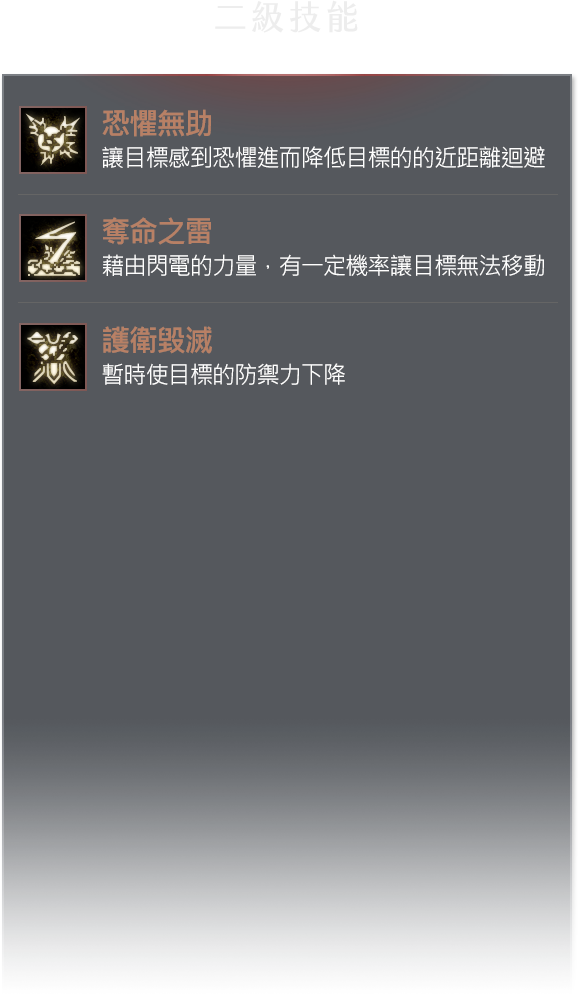 二級技能
恐懼無助
讓目標感到恐懼進而降低目標的的近距離迴避
奪命之雷
藉由閃電的力量，有一定機率讓目標無法移動
護衛毀滅
暫時使目標的防禦力下降